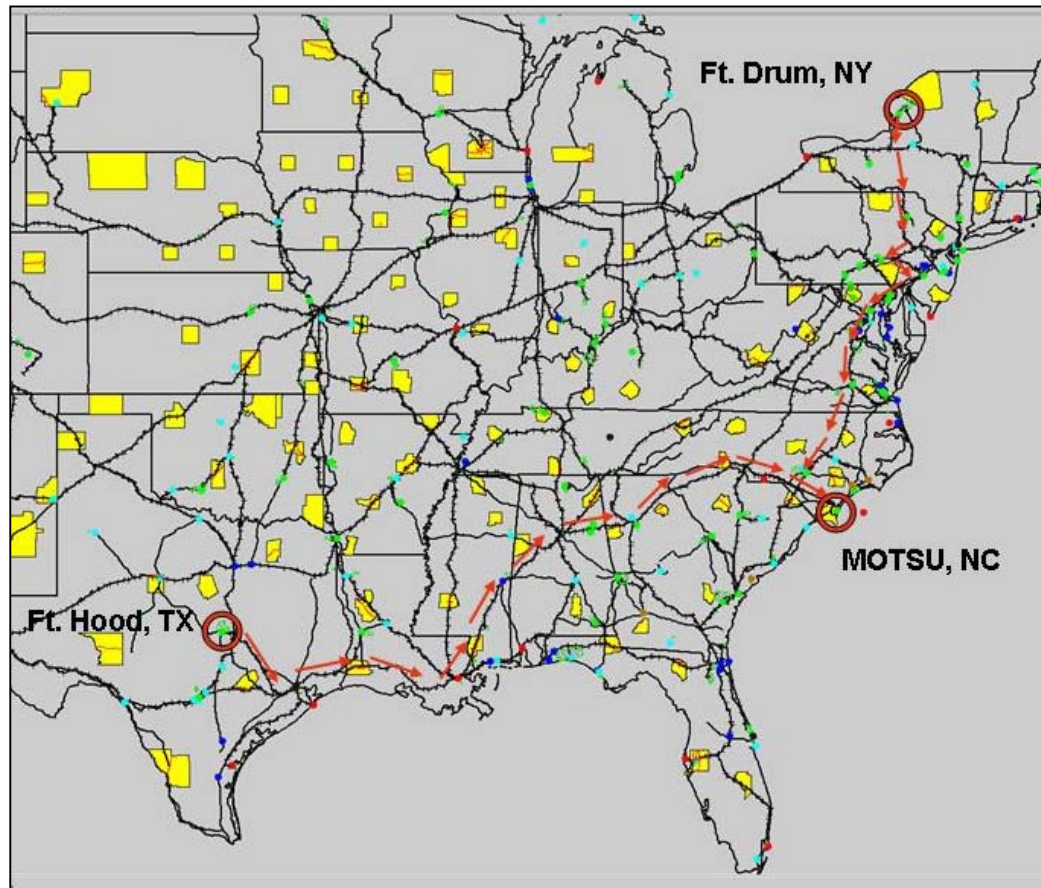 Ft. Drum, NY
MOTSU, NC
Ft. Hood, TX